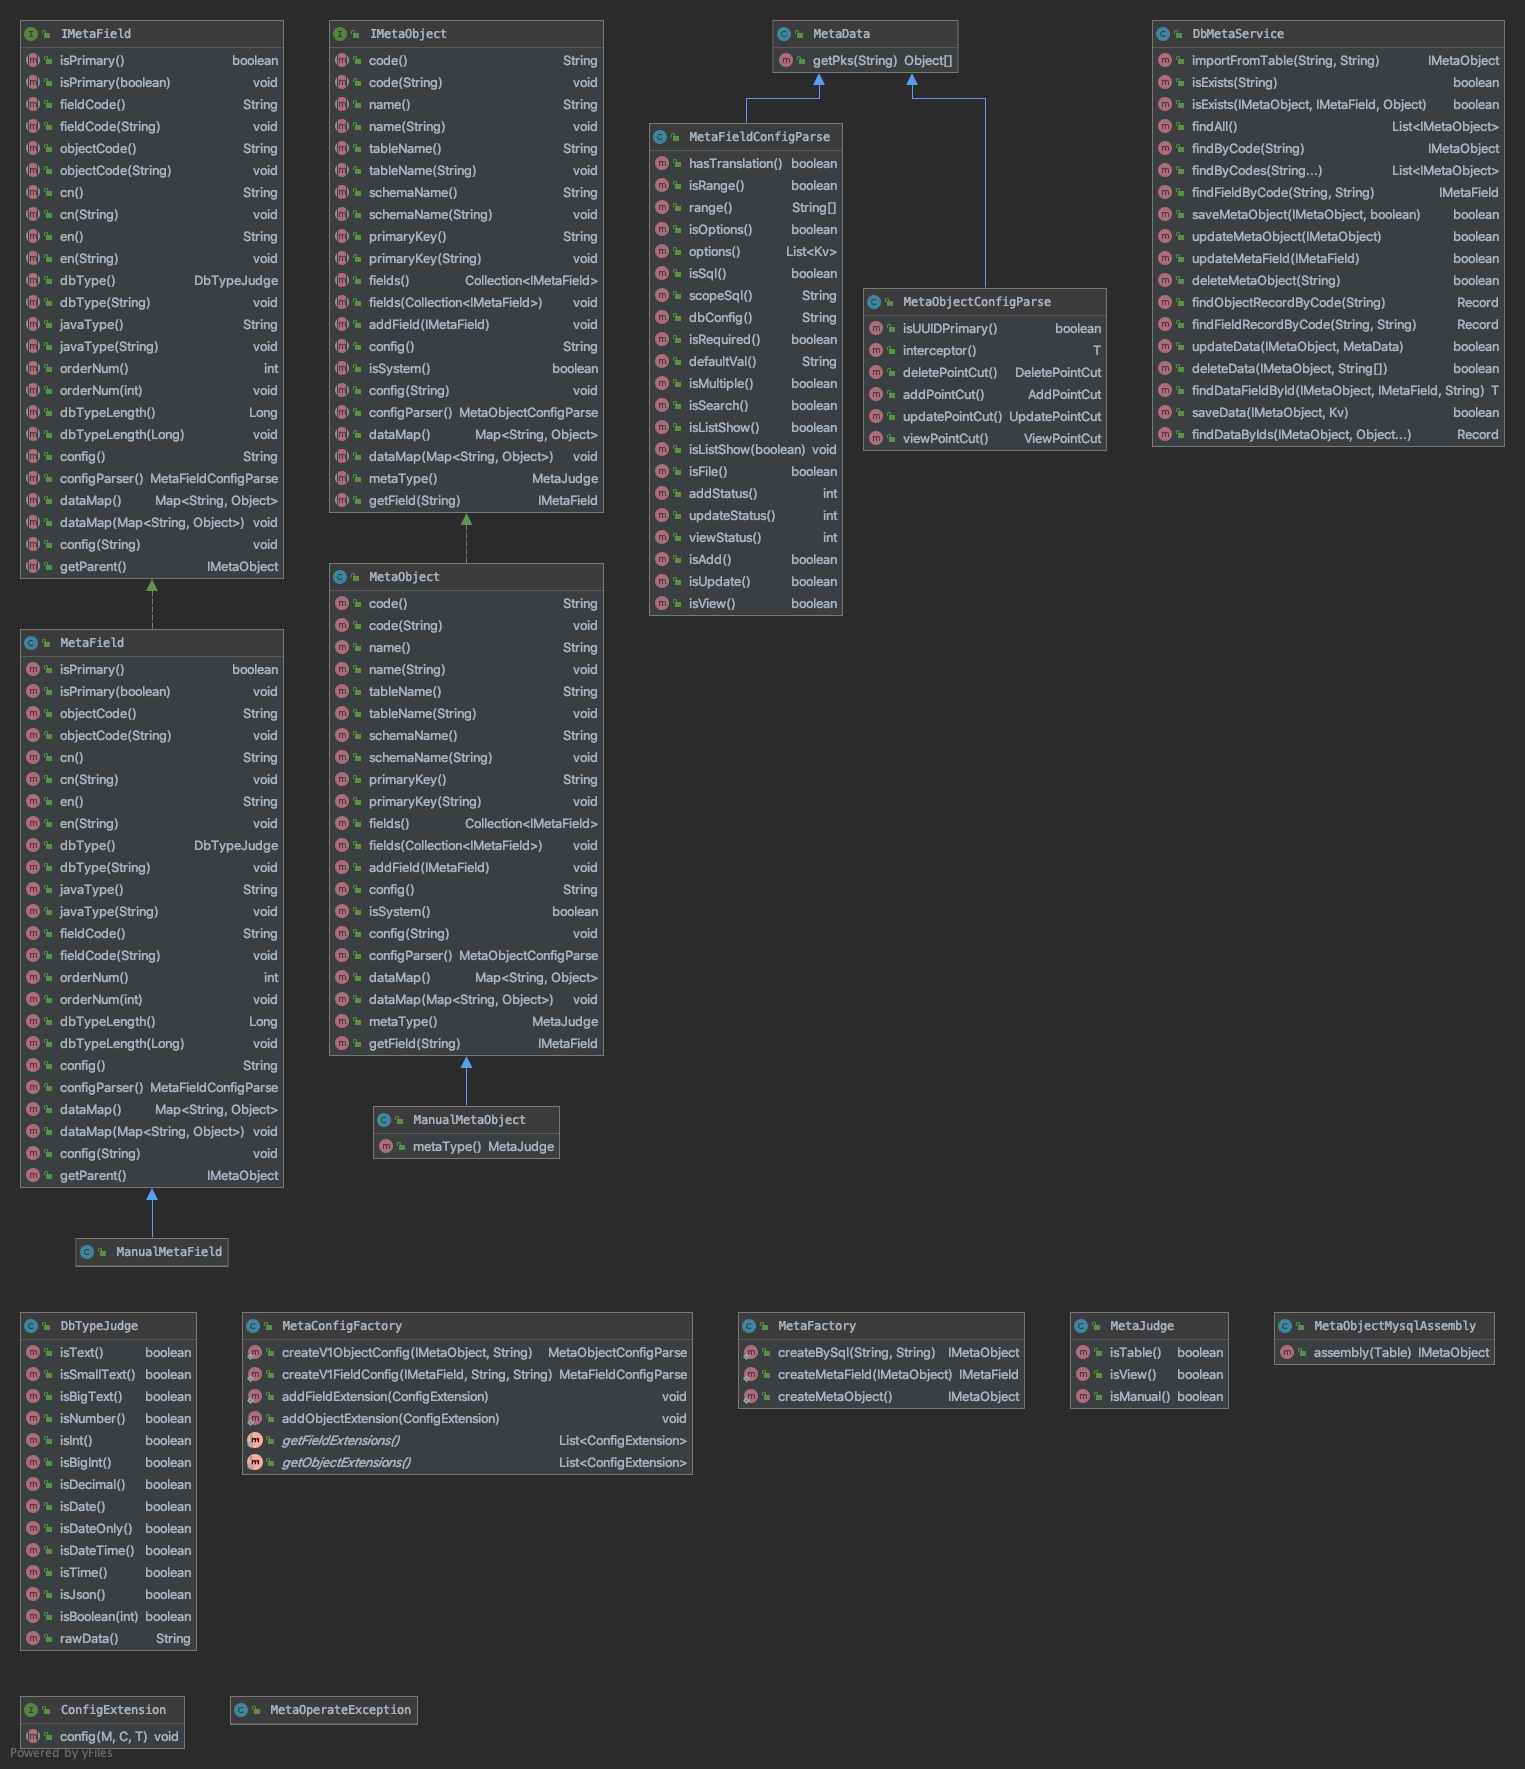 IMetaField
isPrimary() boolean
isPrimary(boolean) void
fieldCode() String
fieldCode(String) void
objectCode() String
objectCode(String) void
cn() String
cn(String) void
en() String
en(String) void
dbType() DbTypeJudge
dbType(String) void
javaType() String
javaType(String) void
orderNum() int
orderNum(int) void
dbTypeLength() Long
dbTypeLength(Long) void
config() String
configParser() MetaFieldConfigParse
dataMap() Map<String, Object>
dataMap(Map<String, Object>) void
config(String) void
getParent() IMetaObject
IMetaObject
code() String
code(String) void
name() String
name(String) void
tableName() String
tableName(String) void
schemaName() String
schemaName(String) void
primaryKey() String
primaryKey(String) void
fields() Collection<IMetaField>
fields(Collection<IMetaField>) void
addField(IMetaField) void
config() String
isSystem() boolean
config(String) void
configParser() MetaObjectConfigParse
dataMap() Map<String, Object>
dataMap(Map<String, Object>) void
metaType() MetaJudge
getField(String) IMetaField
MetaData
getPks(String) Object[]
DbMetaService
importFromTable(String, String) IMetaObject
isExists(String) boolean
isExists(IMetaObject, IMetaField, Object) boolean
findAll() List<IMetaObject>
findByCode(String) IMetaObject
findByCodes(String...) List<IMetaObject>
findFieldByCode(String, String) IMetaField
saveMetaObject(IMetaObject, boolean) boolean
updateMetaObject(IMetaObject) boolean
updateMetaField(IMetaField) boolean
deleteMetaObject(String) boolean
findObjectRecordByCode(String) Record
findFieldRecordByCode(String, String) Record
updateData(IMetaObject, MetaData) boolean
deleteData(IMetaObject, String[]) boolean
findDataFieldById(IMetaObject, IMetaField, String) T
saveData(IMetaObject, Kv) boolean
findDataByIds(IMetaObject, Object...) Record
MetaFieldConfigParse
hasTranslation() boolean
isRange() boolean
range() String[]
isOptions() boolean
options() List<Kv>
isSql() boolean
scopeSql() String
dbConfig() String
isRequired() boolean
defaultVal() String
isMultiple() boolean
isSearch() boolean
isListShow() boolean
isListShow(boolean) void
isFile() boolean
addStatus() int
updateStatus() int
viewStatus() int
isAdd() boolean
isUpdate() boolean
isView() boolean
MetaObjectConfigParse
isUUIDPrimary() boolean
interceptor() T
deletePointCut() DeletePointCut
addPointCut() AddPointCut
updatePointCut() UpdatePointCut
viewPointCut() ViewPointCut
MetaField
isPrimary() boolean
isPrimary(boolean) void
objectCode() String
objectCode(String) void
cn() String
cn(String) void
en() String
en(String) void
dbType() DbTypeJudge
dbType(String) void
javaType() String
javaType(String) void
fieldCode() String
fieldCode(String) void
orderNum() int
orderNum(int) void
dbTypeLength() Long
dbTypeLength(Long) void
config() String
configParser() MetaFieldConfigParse
dataMap() Map<String, Object>
dataMap(Map<String, Object>) void
config(String) void
getParent() IMetaObject
MetaObject
code() String
code(String) void
name() String
name(String) void
tableName() String
tableName(String) void
schemaName() String
schemaName(String) void
primaryKey() String
primaryKey(String) void
fields() Collection<IMetaField>
fields(Collection<IMetaField>) void
addField(IMetaField) void
config() String
isSystem() boolean
config(String) void
configParser() MetaObjectConfigParse
dataMap() Map<String, Object>
dataMap(Map<String, Object>) void
metaType() MetaJudge
getField(String) IMetaField
ManualMetaObject
metaType() MetaJudge
ManualMetaField
DbTypeJudge
isText() boolean
isSmallText() boolean
isBigText() boolean
isNumber() boolean
isInt() boolean
isBigInt() boolean
isDecimal() boolean
isDate() boolean
isDateOnly() boolean
isDateTime() boolean
isTime() boolean
isJson() boolean
isBoolean(int) boolean
rawData() String
MetaConfigFactory
createV1ObjectConfig(IMetaObject, String) MetaObjectConfigParse
createV1FieldConfig(IMetaField, String, String) MetaFieldConfigParse
addFieldExtension(ConfigExtension) void
addObjectExtension(ConfigExtension) void
getFieldExtensions() List<ConfigExtension>
getObjectExtensions() List<ConfigExtension>
MetaFactory
createBySql(String, String) IMetaObject
createMetaField(IMetaObject) IMetaField
createMetaObject() IMetaObject
MetaJudge
isTable() boolean
isView() boolean
isManual() boolean
MetaObjectMysqlAssembly
assembly(Table) IMetaObject
ConfigExtension
config(M, C, T) void
MetaOperateException
Powered by yFiles